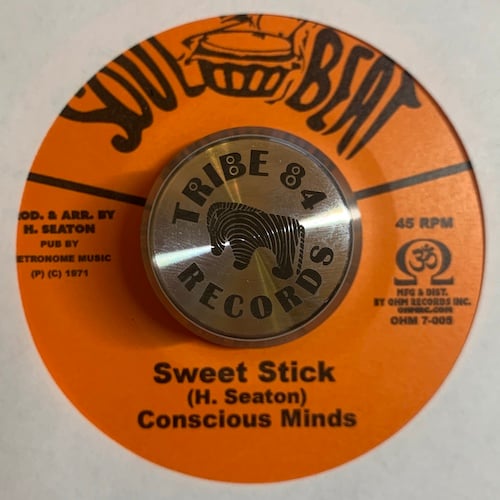 SOUL BEAT
TRIBE 84
RECORDS
OD. & ARR. BY
H. SEATON
PUB BY
ETRONOME MUSIC
(P) (C) 1971
45 RPM
MFG & DIST.
BY OHM RECORDS INC.
OHM 7-005
Sweet Stick
(H. Seaton)
Conscious Minds